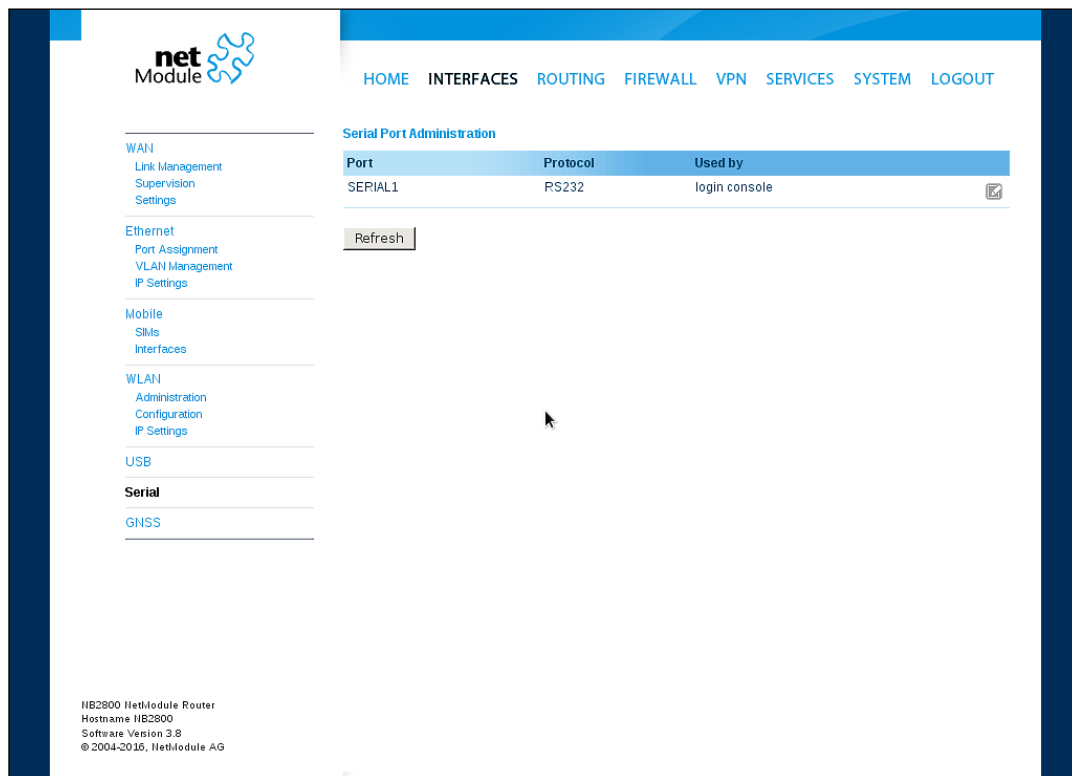 net
Module
HOME INTERFACES ROUTING FIREWALL VPN SERVICES SYSTEM LOGOUT
WAN
Link Management
Supervision
Settings
Ethernet
Port Assignment
VLAN Management
IP Settings
Mobile
SIMs
Interfaces
WLAN
Administration
Configuration
IP Settings
USB
Serial
GNSS
Serial Port Administration
Port Protocol Used by
SERIAL1 RS232 login console
Refresh
NB2800 NetModule Router
Hostname NB2800
Software Version 3.8
© 2004-2016, NetModule AG